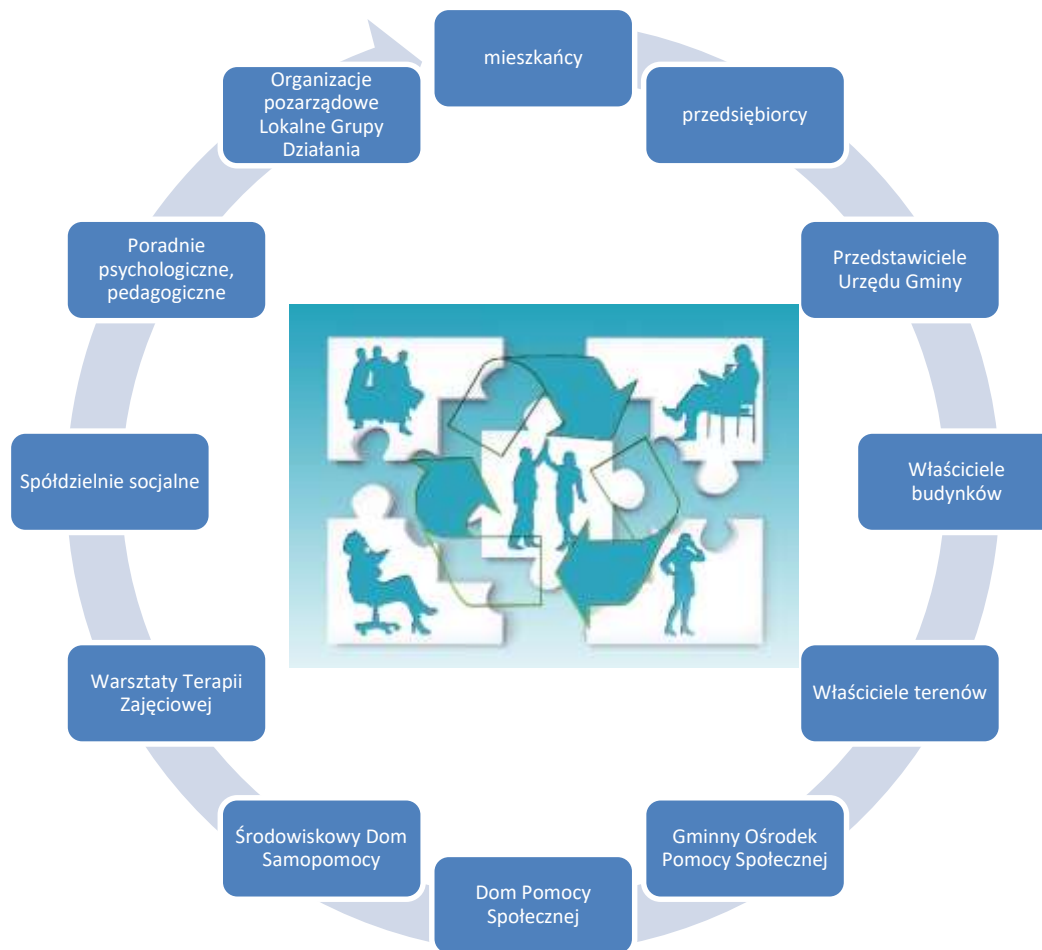 mieszkańcy
przedsiębiorcy
Przedstawiciele
Urzędu Gminy
Właściciele
budynków
Właściciele terenów
Gminny Ośrodek
Pomocy Społecznej
Dom Pomocy
Społecznej
Środowiskowy Dom
Samopomocy
Warsztaty Terapii
Zajęciowej
Spółdzielnie socjalne
Poradnie
psychologiczne,
pedagogiczne
Organizacje
pozarządowe
Lokalne Grupy
Działania